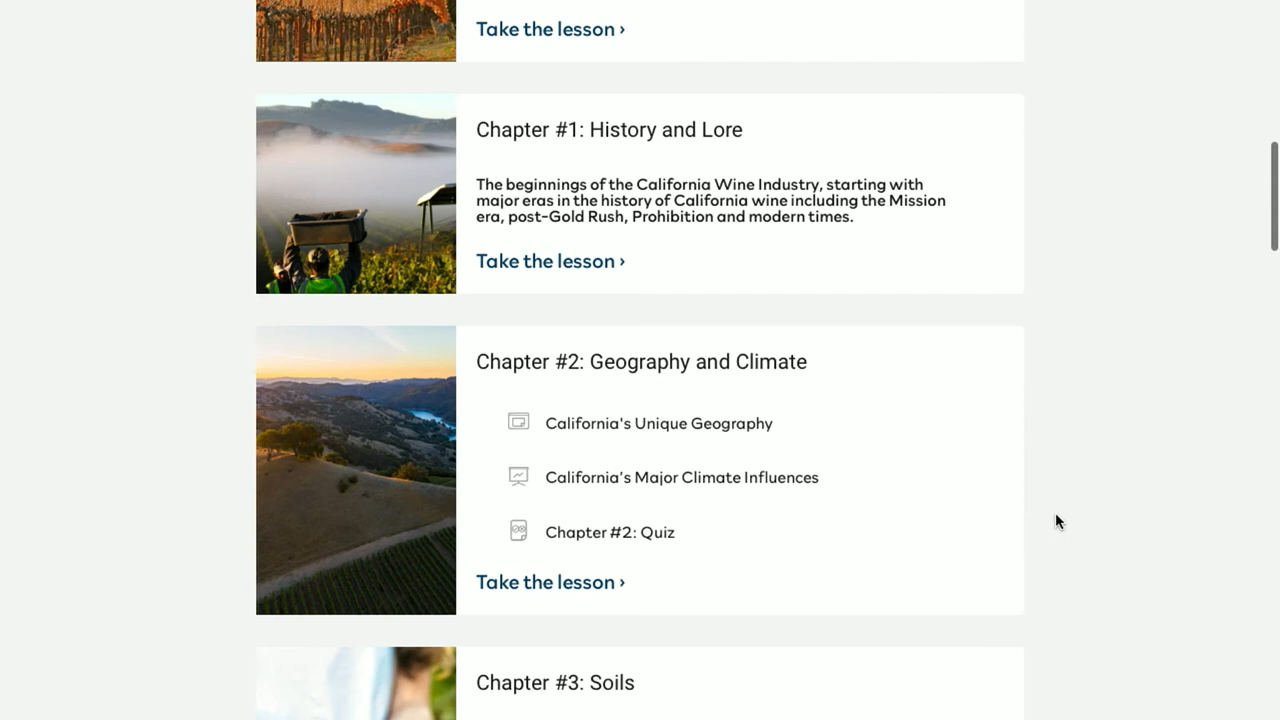 Take the lesson ›
Chapter #1: History and Lore
The beginnings of the California Wine Industry, starting with
major eras in the history of California wine including the Mission
era, post-Gold Rush, Prohibition and modern times.
Take the lesson ›
Chapter #2: Geography and Climate
California's Unique Geography
California's Major Climate Influences
Chapter #2: Quiz
Take the lesson ›
Chapter #3: Soils